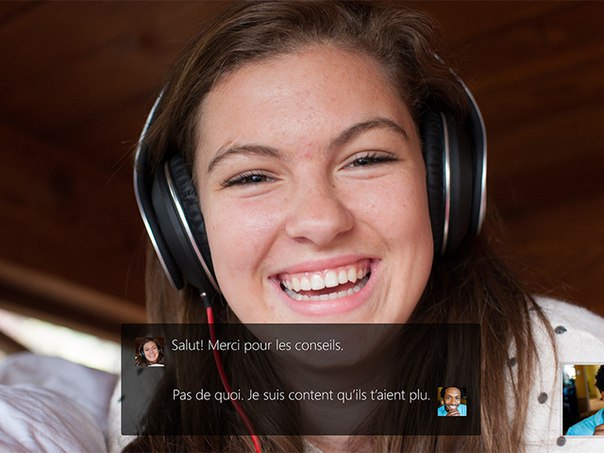 Salut! Merci pour les conseils.
Pas de quoi. Je suis content qu'ils t'aient plu.